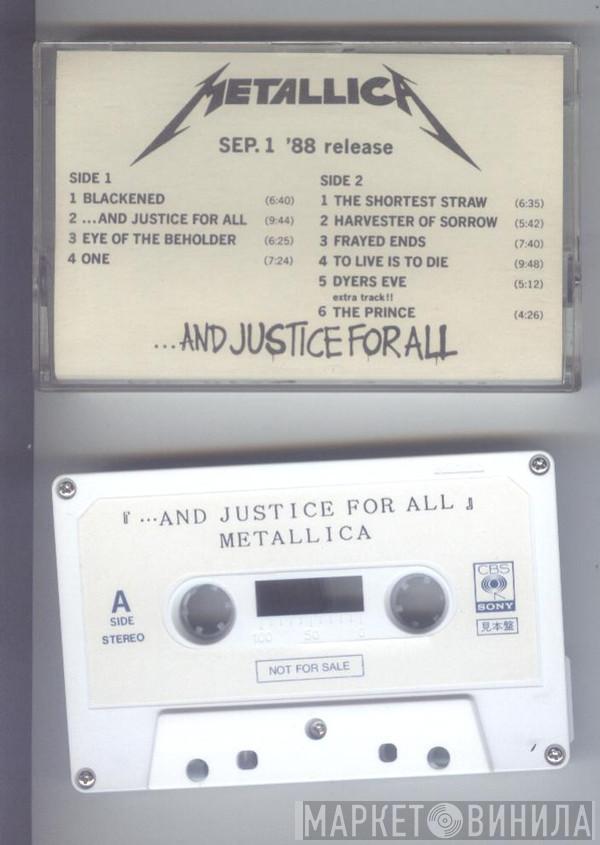 METALLICA
SEP. 1 '88 release
SIDE 1
1 BLACKENED (6:40)
2 ...AND JUSTICE FOR ALL (9:44)
3 EYE OF THE BEHOLDER (6:25)
4 ONE (7:24)
SIDE 2
1 THE SHORTEST STRAW (6:35)
2 HARVESTER OF SORROW (5:42)
3 FRAYED ENDS (7:40)
4 TO LIVE IS TO DIE (9:48)
5 DYERS EVE (5:12)
extra track!!
6 THE PRINCE (4:26)
...AND JUSTICE FOR ALL
『…AND JUSTICE FOR ALL』
METALLICA
A
SIDE
STEREO
100 50 0
CBS
SONY
見本盤
NOT FOR SALE
МАРКЕТ ВИНИЛА